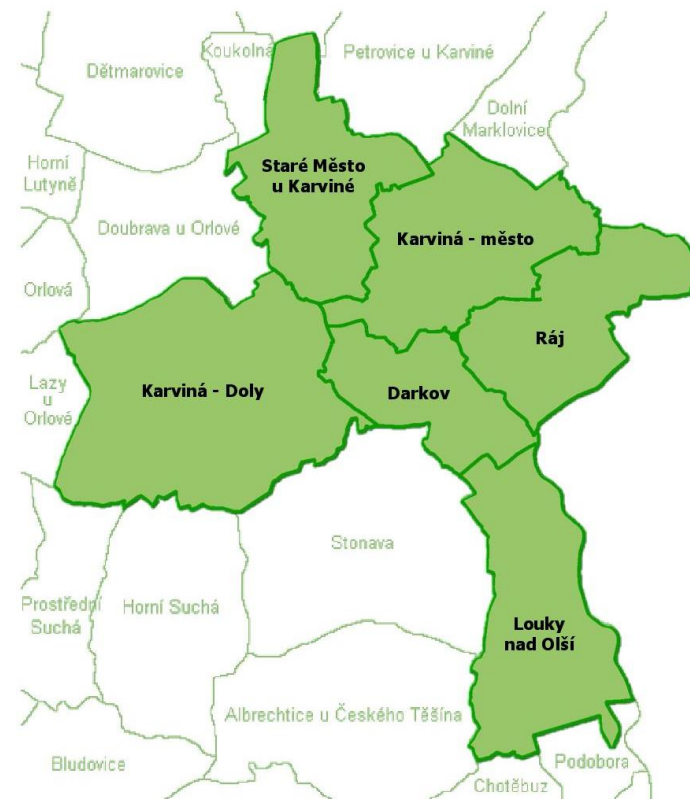 Koukolná
Petrovice u Karviné
Dětmarovice
Dolní
Marklovice
Horní
Lutyně
Staré Město
u Karviné
Doubrava u Orlové
Karviná - město
Orlová
Ráj
Lazy
u
Orlové
Karviná - Doly
Darkov
Stonava
Prostřední
Suchá
Horní Suchá
Louky
nad Olší
Albrechtice u Českého Těšína
Bludovice
Podobora
Chotěbuz